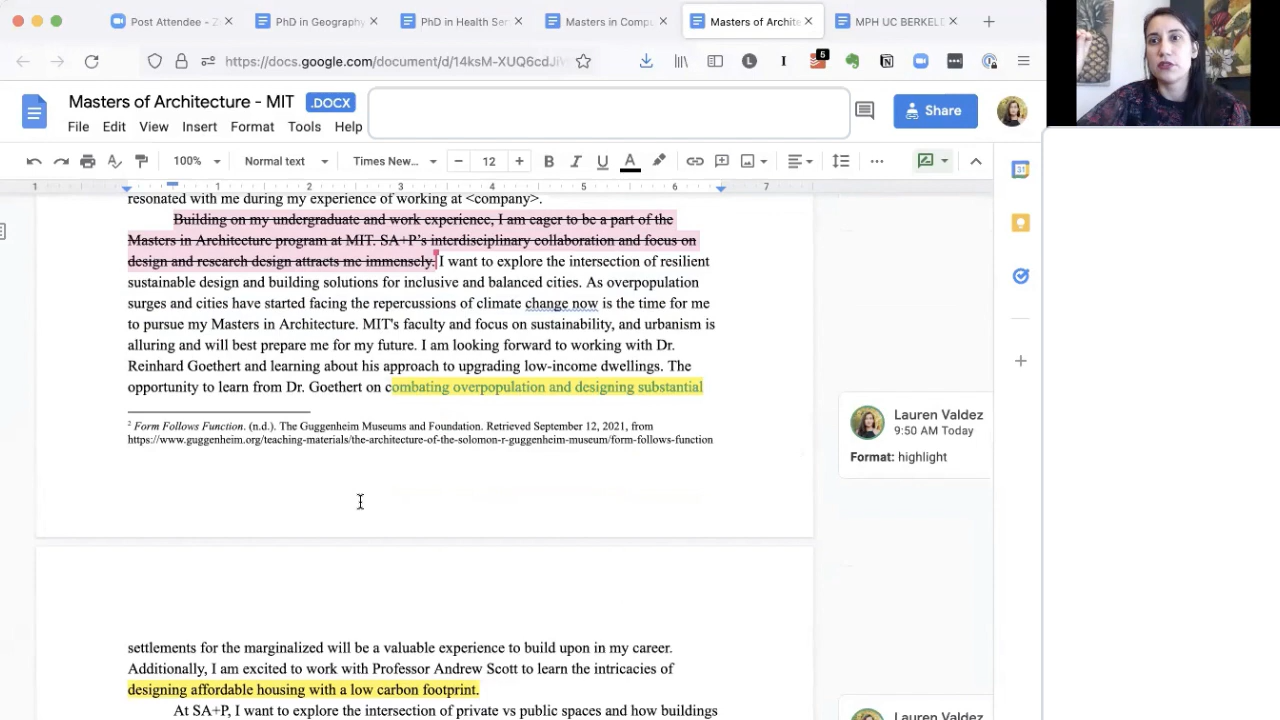 Post Attendee - Z
PhD in Geography
PhD in Health Ser
Masters in Compu
Masters of Archite
MPH UC BERKEL
https://docs.google.com/document/d/14ksM-XUQ6cdJi
5
Masters of Architecture - MIT .DOCX
Share
File Edit View Insert Format Tools Help
100% Normal text Times New... 12
1 1 2 3 4 5 6 7
resonated with me during my experience of working at <company>.
Building on my undergraduate and work experience, I am eager to be a part of the
Masters in Architecture program at MIT. SA+P's interdisciplinary collaboration and focus on
design and research design attracts me immensely. I want to explore the intersection of resilient
sustainable design and building solutions for inclusive and balanced cities. As overpopulation
surges and cities have started facing the repercussions of climate change now is the time for me
to pursue my Masters in Architecture. MIT's faculty and focus on sustainability, and urbanism is
alluring and will best prepare me for my future. I am looking forward to working with Dr.
Reinhard Goethert and learning about his approach to upgrading low-income dwellings. The
opportunity to learn from Dr. Goethert on combating overpopulation and designing substantial
2 Form Follows Function. (n.d.). The Guggenheim Museums and Foundation. Retrieved September 12, 2021, from
https://www.guggenheim.org/teaching-materials/the-architecture-of-the-solomon-r-guggenheim-museum/form-follows-function
Lauren Valdez
9:50 AM Today
Format: highlight
settlements for the marginalized will be a valuable experience to build upon in my career.
Additionally, I am excited to work with Professor Andrew Scott to learn the intricacies of
designing affordable housing with a low carbon footprint.
At SA+P, I want to explore the intersection of private vs public spaces and how buildings
Lauren Valdez